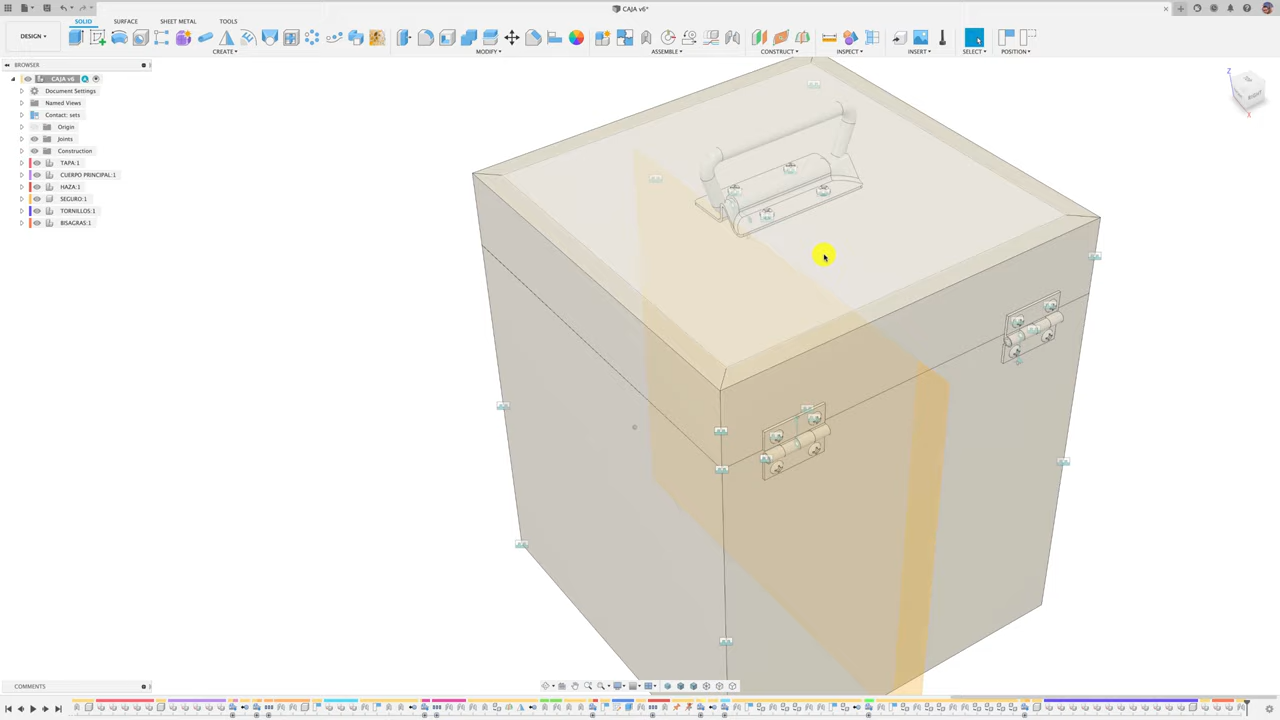 CAJA v6*
SOLID SURFACE SHEET METAL TOOLS
DESIGN
CREATE MODIFY ASSEMBLE CONSTRUCT INSPECT INSERT SELECT POSITION
BROWSER
CAJA v6
Document Settings
Named Views
Contact: sets
Origin
Joints
Construction
TAPA:1
CUERPO PRINCIPAL:1
HAZA:1
SEGURO:1
TORNILLOS:1
BISAGRAS:1
Z
RIGHT
X
COMMENTS